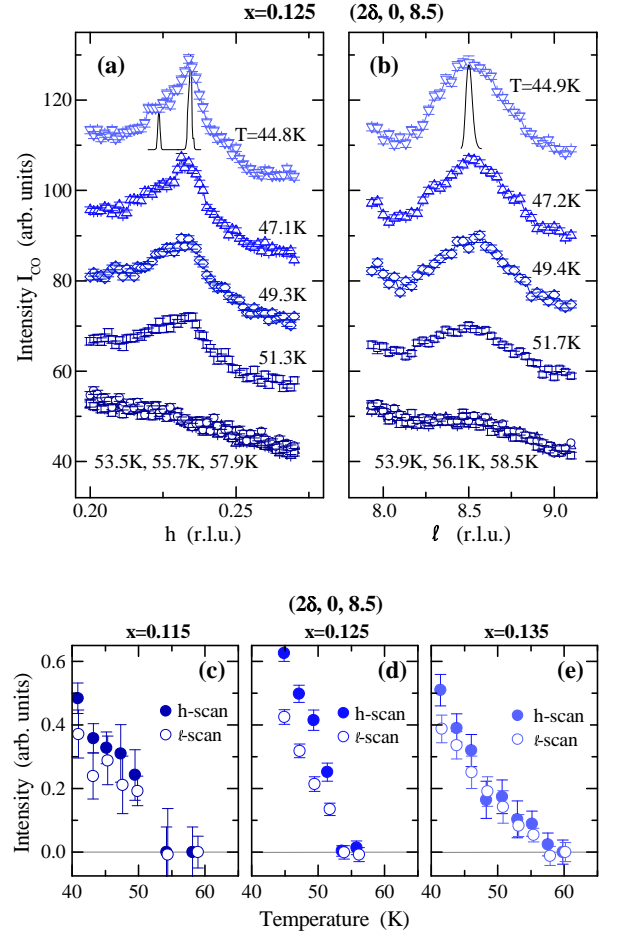 x=0.125 (2δ, 0, 8.5)
(a) (b)
120
100
80
60
40
Intensity I_CO (arb. units)
T=44.8K
47.1K
49.3K
51.3K
53.5K, 55.7K, 57.9K
T=44.9K
47.2K
49.4K
51.7K
53.9K, 56.1K, 58.5K
0.20 0.25 8.0 8.5 9.0
h (r.l.u.) ℓ (r.l.u.)
(2δ, 0, 8.5)
x=0.115 x=0.125 x=0.135
(c) (d) (e)
0.6
0.4
0.2
0.0
Intensity (arb. units)
h-scan h-scan h-scan
ℓ-scan ℓ-scan ℓ-scan
40 50 60 40 50 60 40 50 60
Temperature (K)